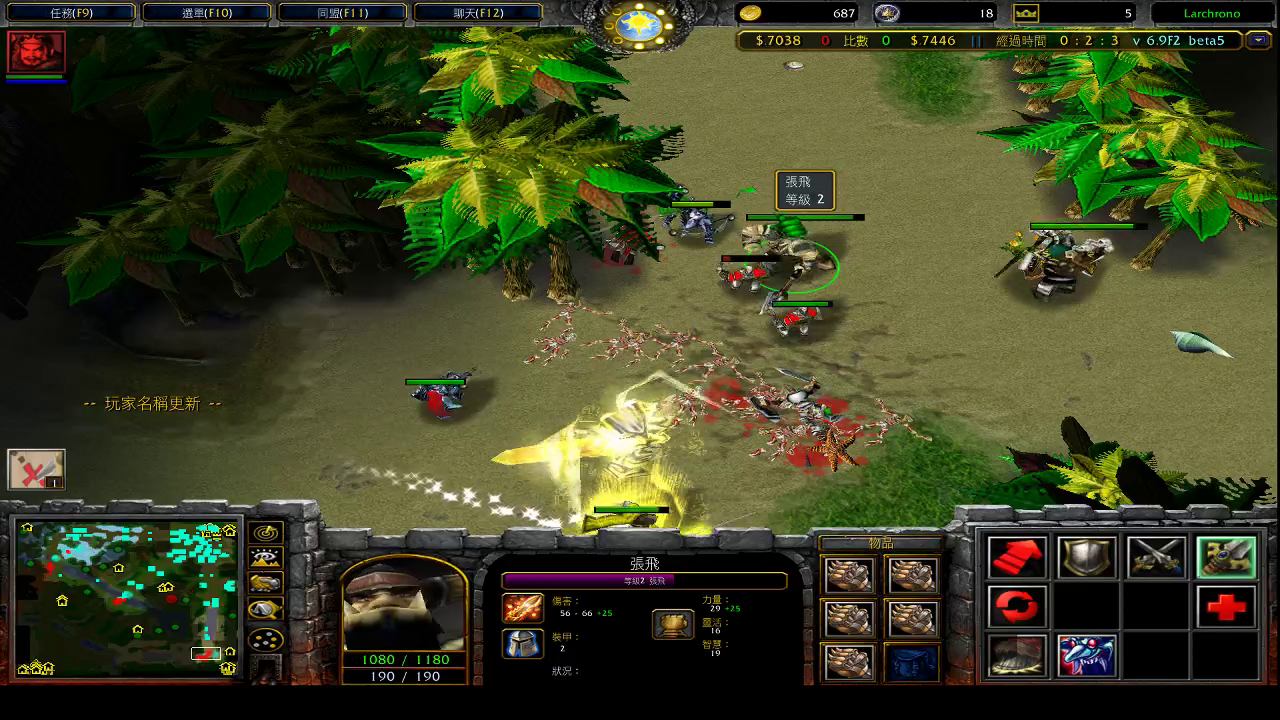 任務(F9)
選單(F10)
同盟(F11)
聊天(F12)
687
18
5
Larchrono
$.7038 0 比數 0 $.7446 || 經過時間 0 : 2 : 3 v 6.9F2 beta5
張飛
等級 2
-- 玩家名稱更新 --
1
張飛
等級2 張飛
傷害：
56 - 66 +25
裝甲：
2
狀況：
力量：
29 +25
靈活：
16
智慧：
19
1080 / 1180
190 / 190
物品